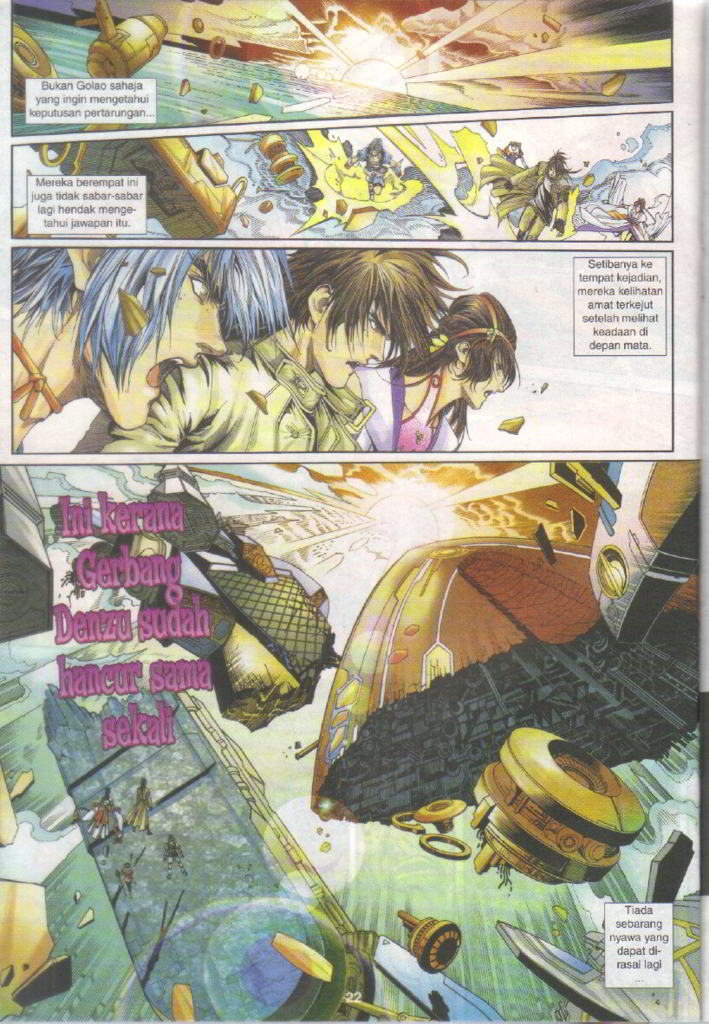 Bukan Golao sahaja
yang ingin mengetahui
keputusan pertarungan...
Mereka berempat ini
juga tidak sabar-sabar
lagi hendak menge-
tahui jawapan itu.
Setibanya ke
tempat kejadian,
mereka kelihatan
amat terkejut
setelah melihat
keadaan di
depan mata.
Ini kerana
Gerbang
Denzu sudah
hancur sama
sekali
Tiada
sebarang
nyawa yang
dapat di-
rasai lagi
...
22